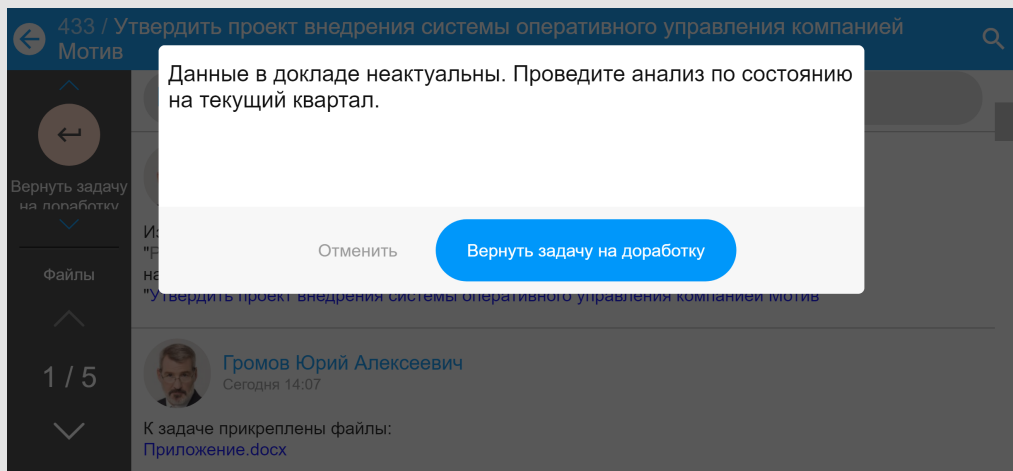 433 / Утвердить проект внедрения системы оперативного управления компанией
Мотив
Данные в докладе неактуальны. Проведите анализ по состоянию
на текущий квартал.
Отменить
Вернуть задачу на доработку
Вернуть задачу
на доработку
Файлы
1 / 5
"Утвердить проект внедрения системы оперативного управления компанией Мотив"
Громов Юрий Алексеевич
Сегодня 14:07
К задаче прикреплены файлы:
Приложение.docx